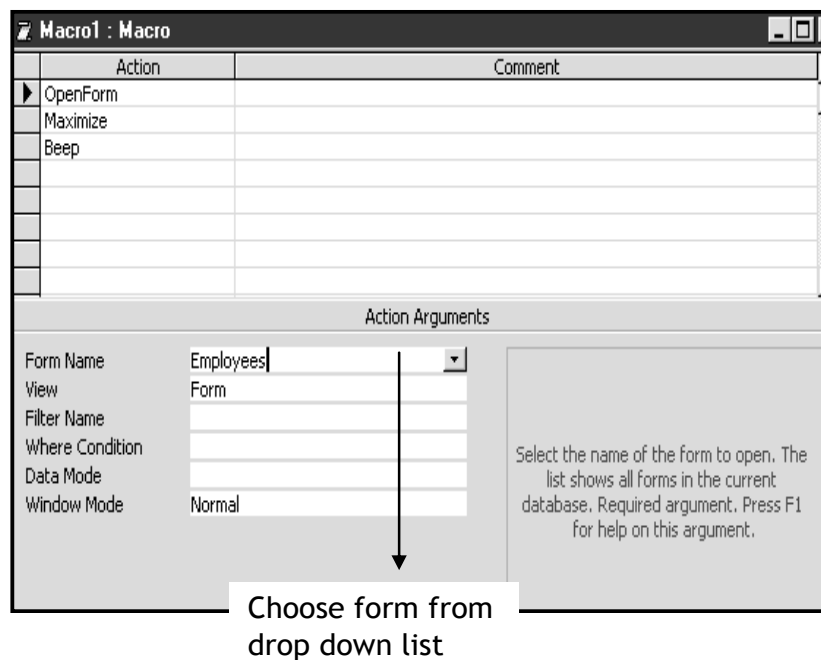 Macro1 : Macro
Action Comment
OpenForm
Maximize
Beep
Action Arguments
Form Name Employees
View Form
Filter Name
Where Condition
Data Mode
Window Mode Normal
Select the name of the form to open. The
list shows all forms in the current
database. Required argument. Press F1
for help on this argument.
Choose form from
drop down list